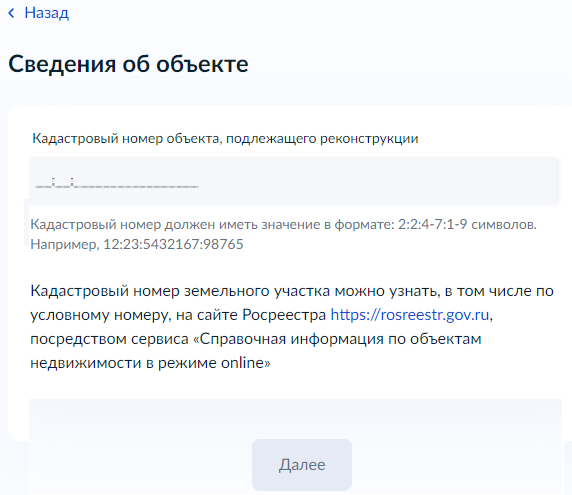 Назад
Сведения об объекте
Кадастровый номер объекта, подлежащего реконструкции
__:__:_________________
Кадастровый номер должен иметь значение в формате: 2:2:4-7:1-9 символов.
Например, 12:23:5432167:98765
Кадастровый номер земельного участка можно узнать, в том числе по
условному номеру, на сайте Росреестра https://rosreestr.gov.ru,
посредством сервиса «Справочная информация по объектам
недвижимости в режиме online»
Далее